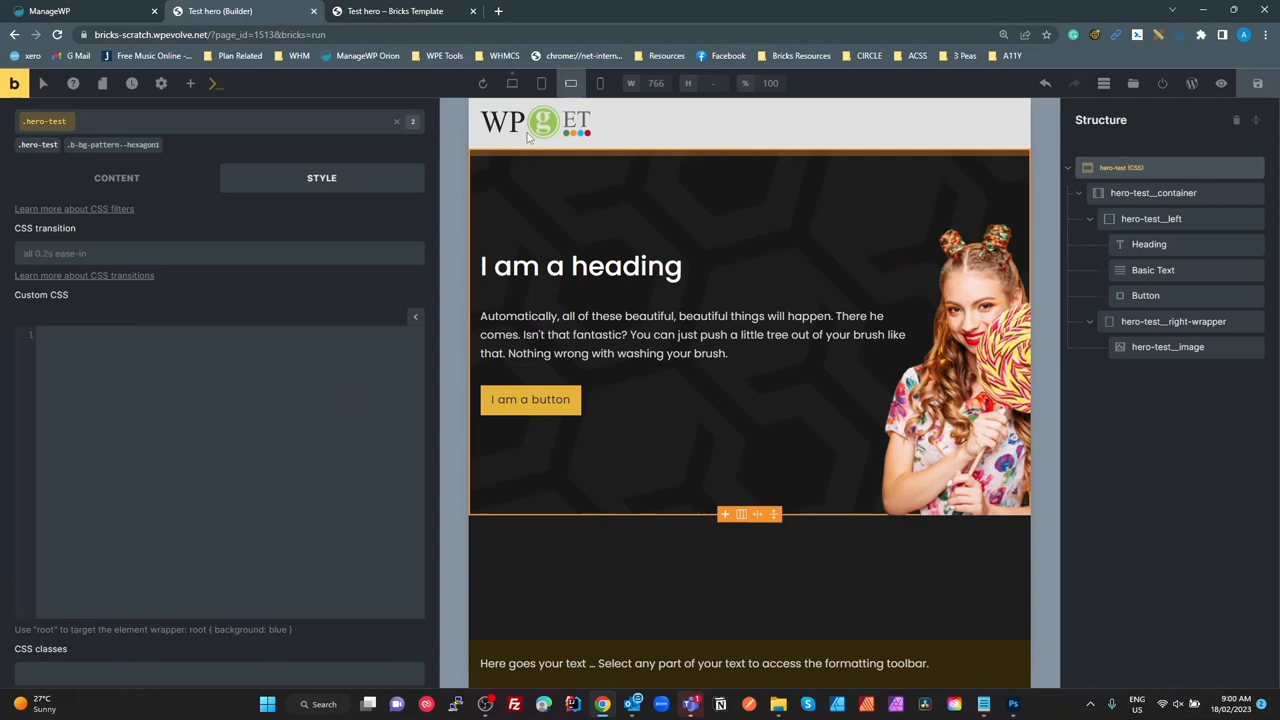 ManageWP
Test hero (Builder)
Test hero – Bricks Template
bricks-scratch.wpevolve.net/?page_id=1513&bricks=run
xero
G Mail
Free Music Online -...
Plan Related
WPE Tools
WHM
WHMCS
ManageWP Orion
chrome://net-intern...
Resources
Facebook
Bricks Resources
CIRCLE
ACSS
3 Peas
A11Y
b
W 766
H -
% 100
.hero-test
2
.hero-test
.b-bg-pattern--hexagon1
CONTENT
STYLE
Learn more about CSS filters
CSS transition
all 0.2s ease-in
Learn more about CSS transitions
Custom CSS
1
Use "root" to target the element wrapper: root { background: blue }
CSS classes
WPgET
I am a heading
Automatically, all of these beautiful, beautiful things will happen. There he
comes. Isn't that fantastic? You can just push a little tree out of your brush like
that. Nothing wrong with washing your brush.
I am a button
Here goes your text ... Select any part of your text to access the formatting toolbar.
Structure
hero-test (CSS)
hero-test__container
hero-test__left
Heading
Basic Text
Button
hero-test__right-wrapper
hero-test__image
27°C
Sunny
Search
9:00 AM
18/02/2023